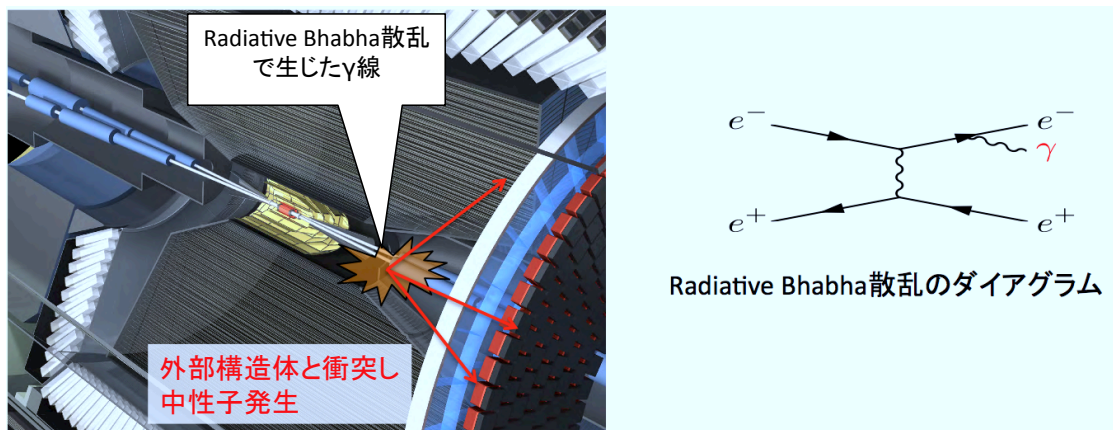 Radiative Bhabha散乱
で生じたγ線
外部構造体と衝突し
中性子発生
e⁻
e⁻
γ
e⁺
e⁺
Radiative Bhabha散乱のダイアグラム